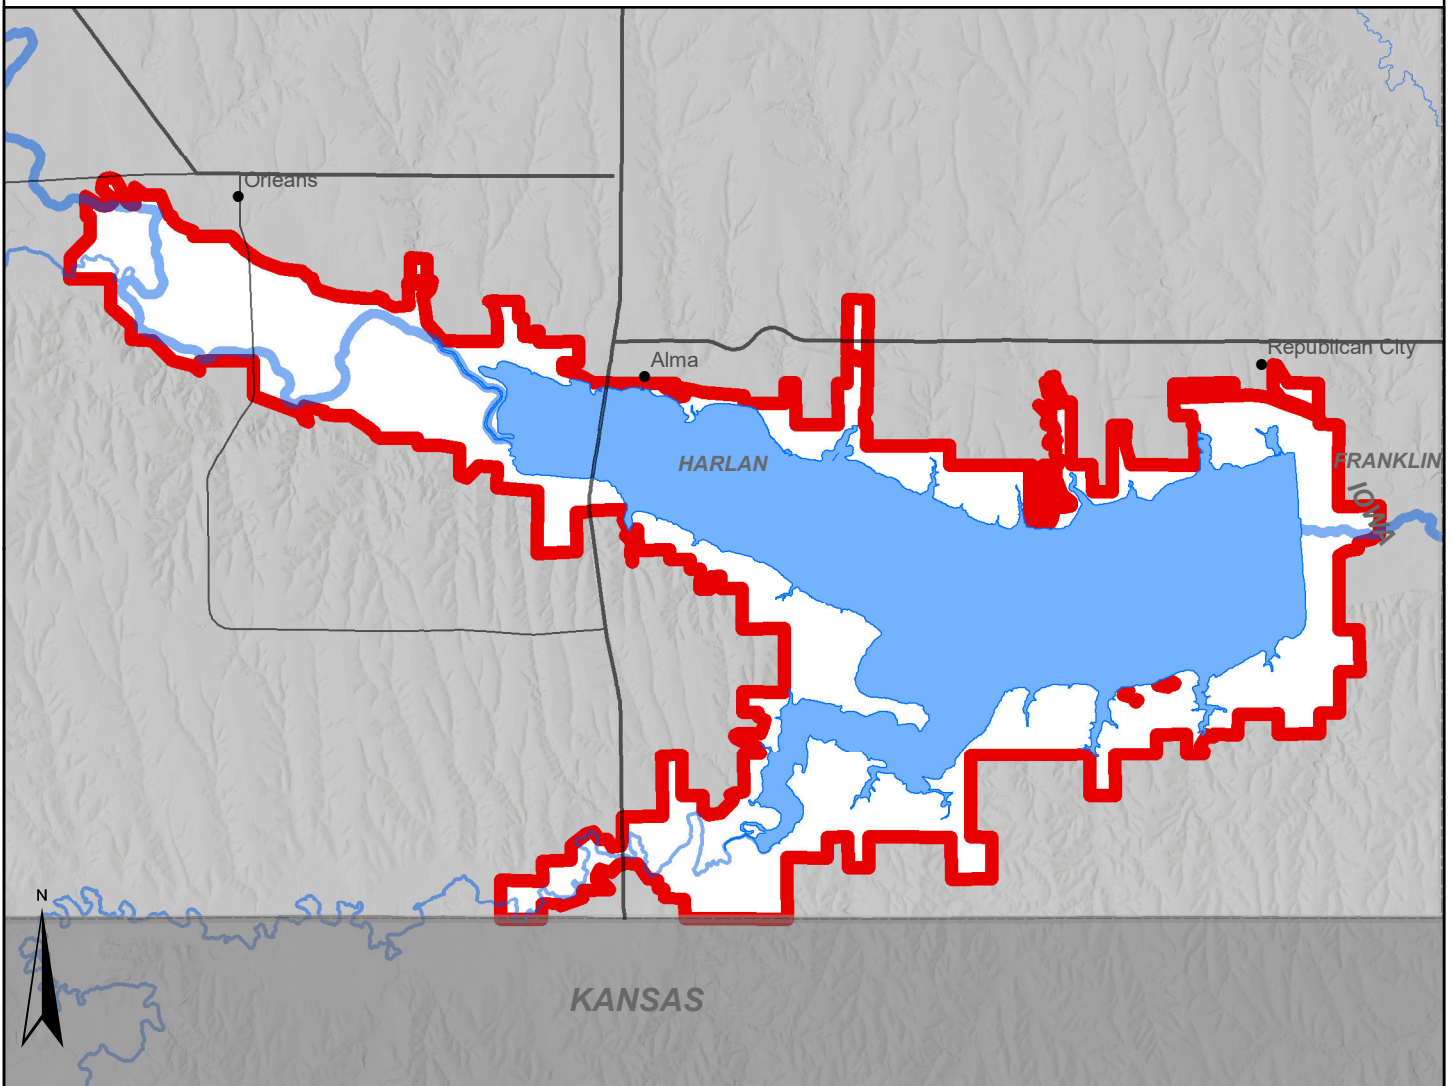 Orleans
Alma
Republican City
HARLAN
FRANKLIN
IOWA
N
KANSAS